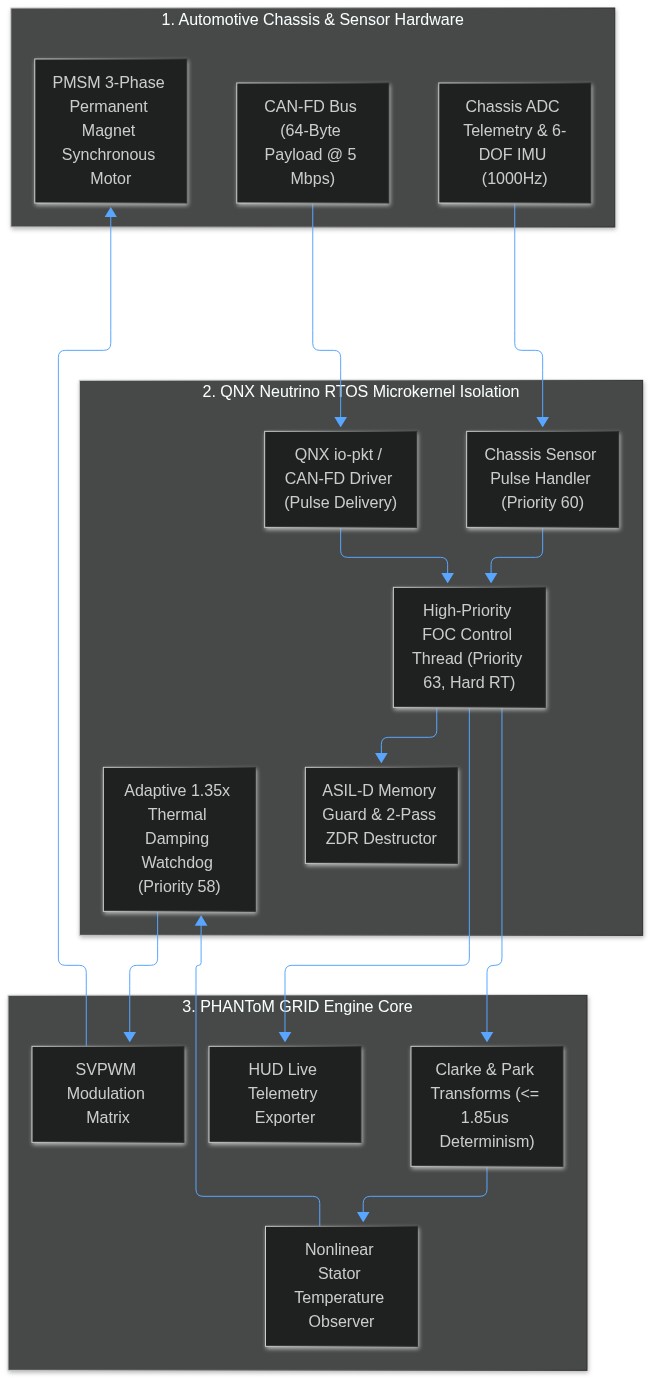 1. Automotive Chassis & Sensor Hardware
PMSM 3-Phase
Permanent
Magnet
Synchronous
Motor
CAN-FD Bus
(64-Byte
Payload @ 5
Mbps)
Chassis ADC
Telemetry & 6-
DOF IMU
(1000Hz)
2. QNX Neutrino RTOS Microkernel Isolation
QNX io-pkt /
CAN-FD Driver
(Pulse Delivery)
Chassis Sensor
Pulse Handler
(Priority 60)
High-Priority
FOC Control
Thread (Priority
63, Hard RT)
Adaptive 1.35x
Thermal
Damping
Watchdog
(Priority 58)
ASIL-D Memory
Guard & 2-Pass
ZDR Destructor
3. PHANToM GRID Engine Core
SVPWM
Modulation
Matrix
HUD Live
Telemetry
Exporter
Clarke & Park
Transforms (<=
1.85us
Determinism)
Nonlinear
Stator
Temperature
Observer